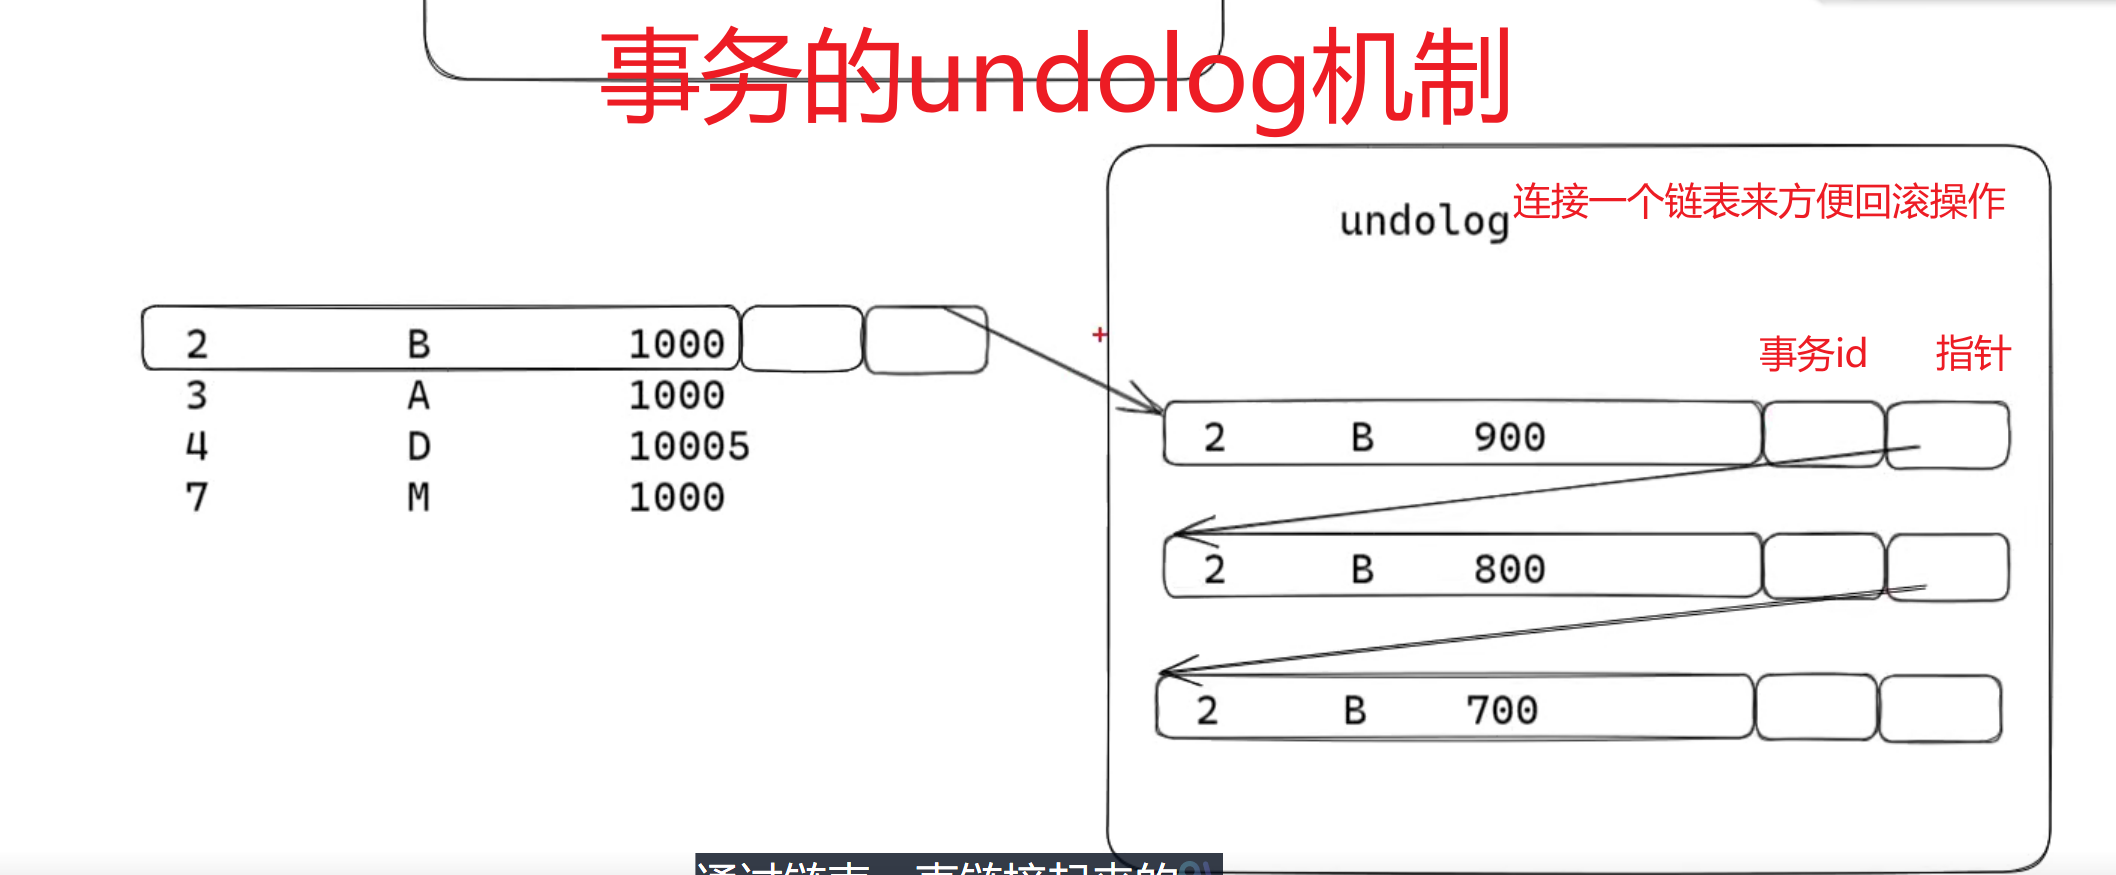 事务的undolog机制
undolog
连接一个链表来方便回滚操作
事务id 指针
2 B 1000
3 A 1000
4 D 10005
7 M 1000
2 B 900
2 B 800
2 B 700